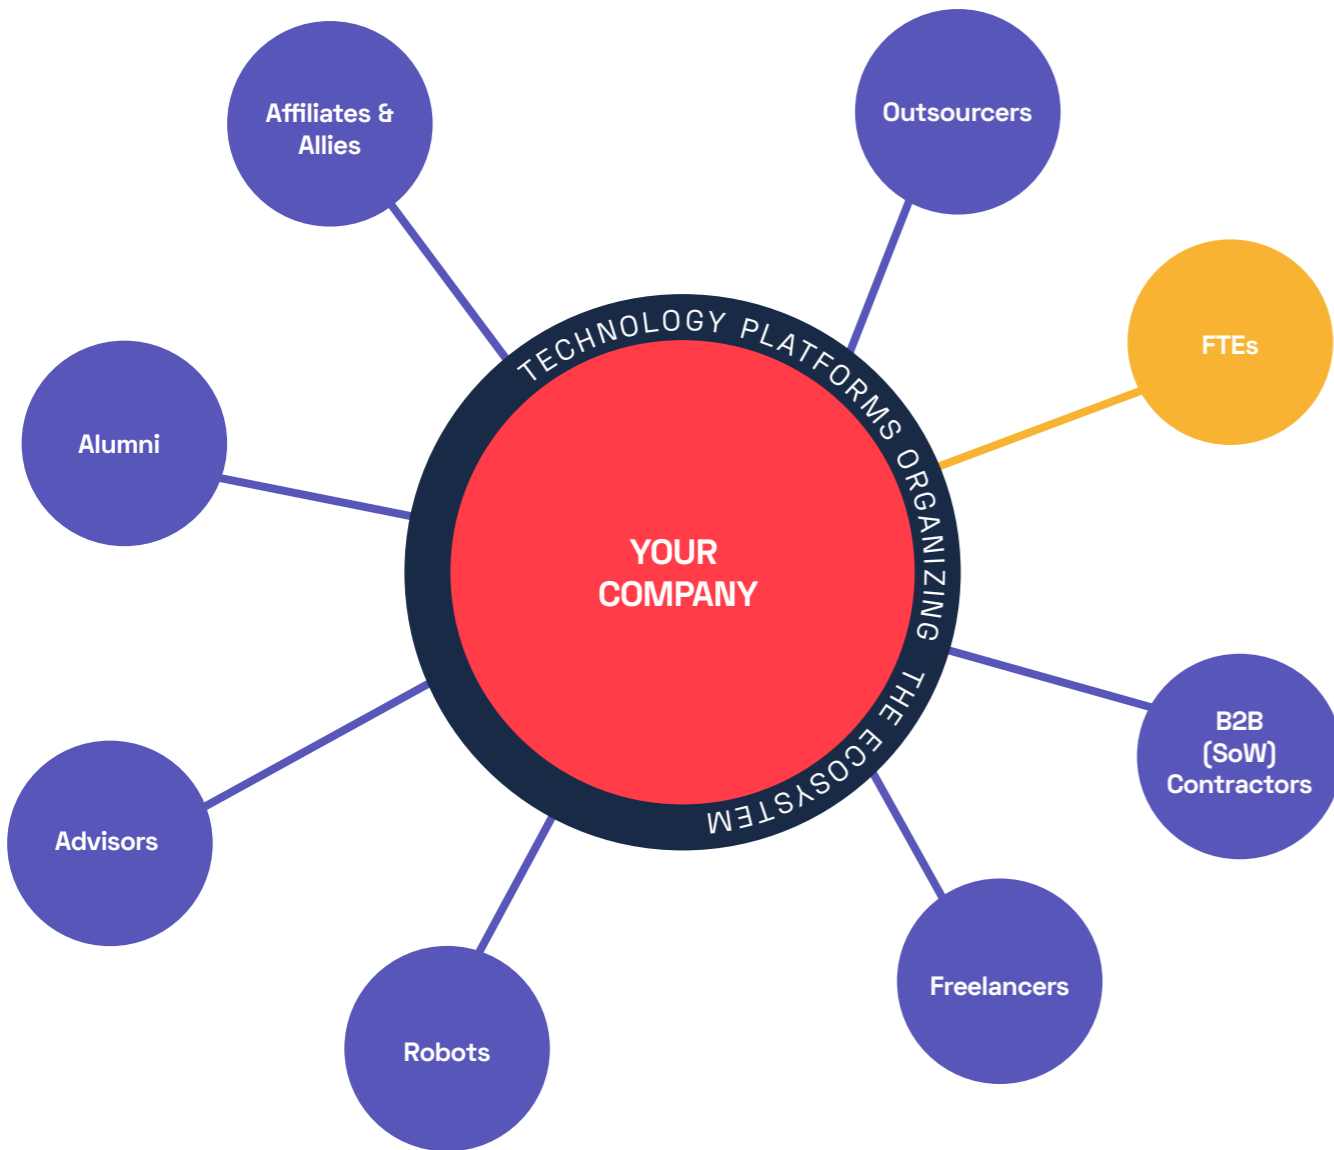 Affiliates &
Allies
Outsourcers
FTEs
Alumni
TECHNOLOGY PLATFORMS ORGANIZING THE ECOSYSTEM
YOUR
COMPANY
B2B
(SoW)
Contractors
Advisors
Freelancers
Robots